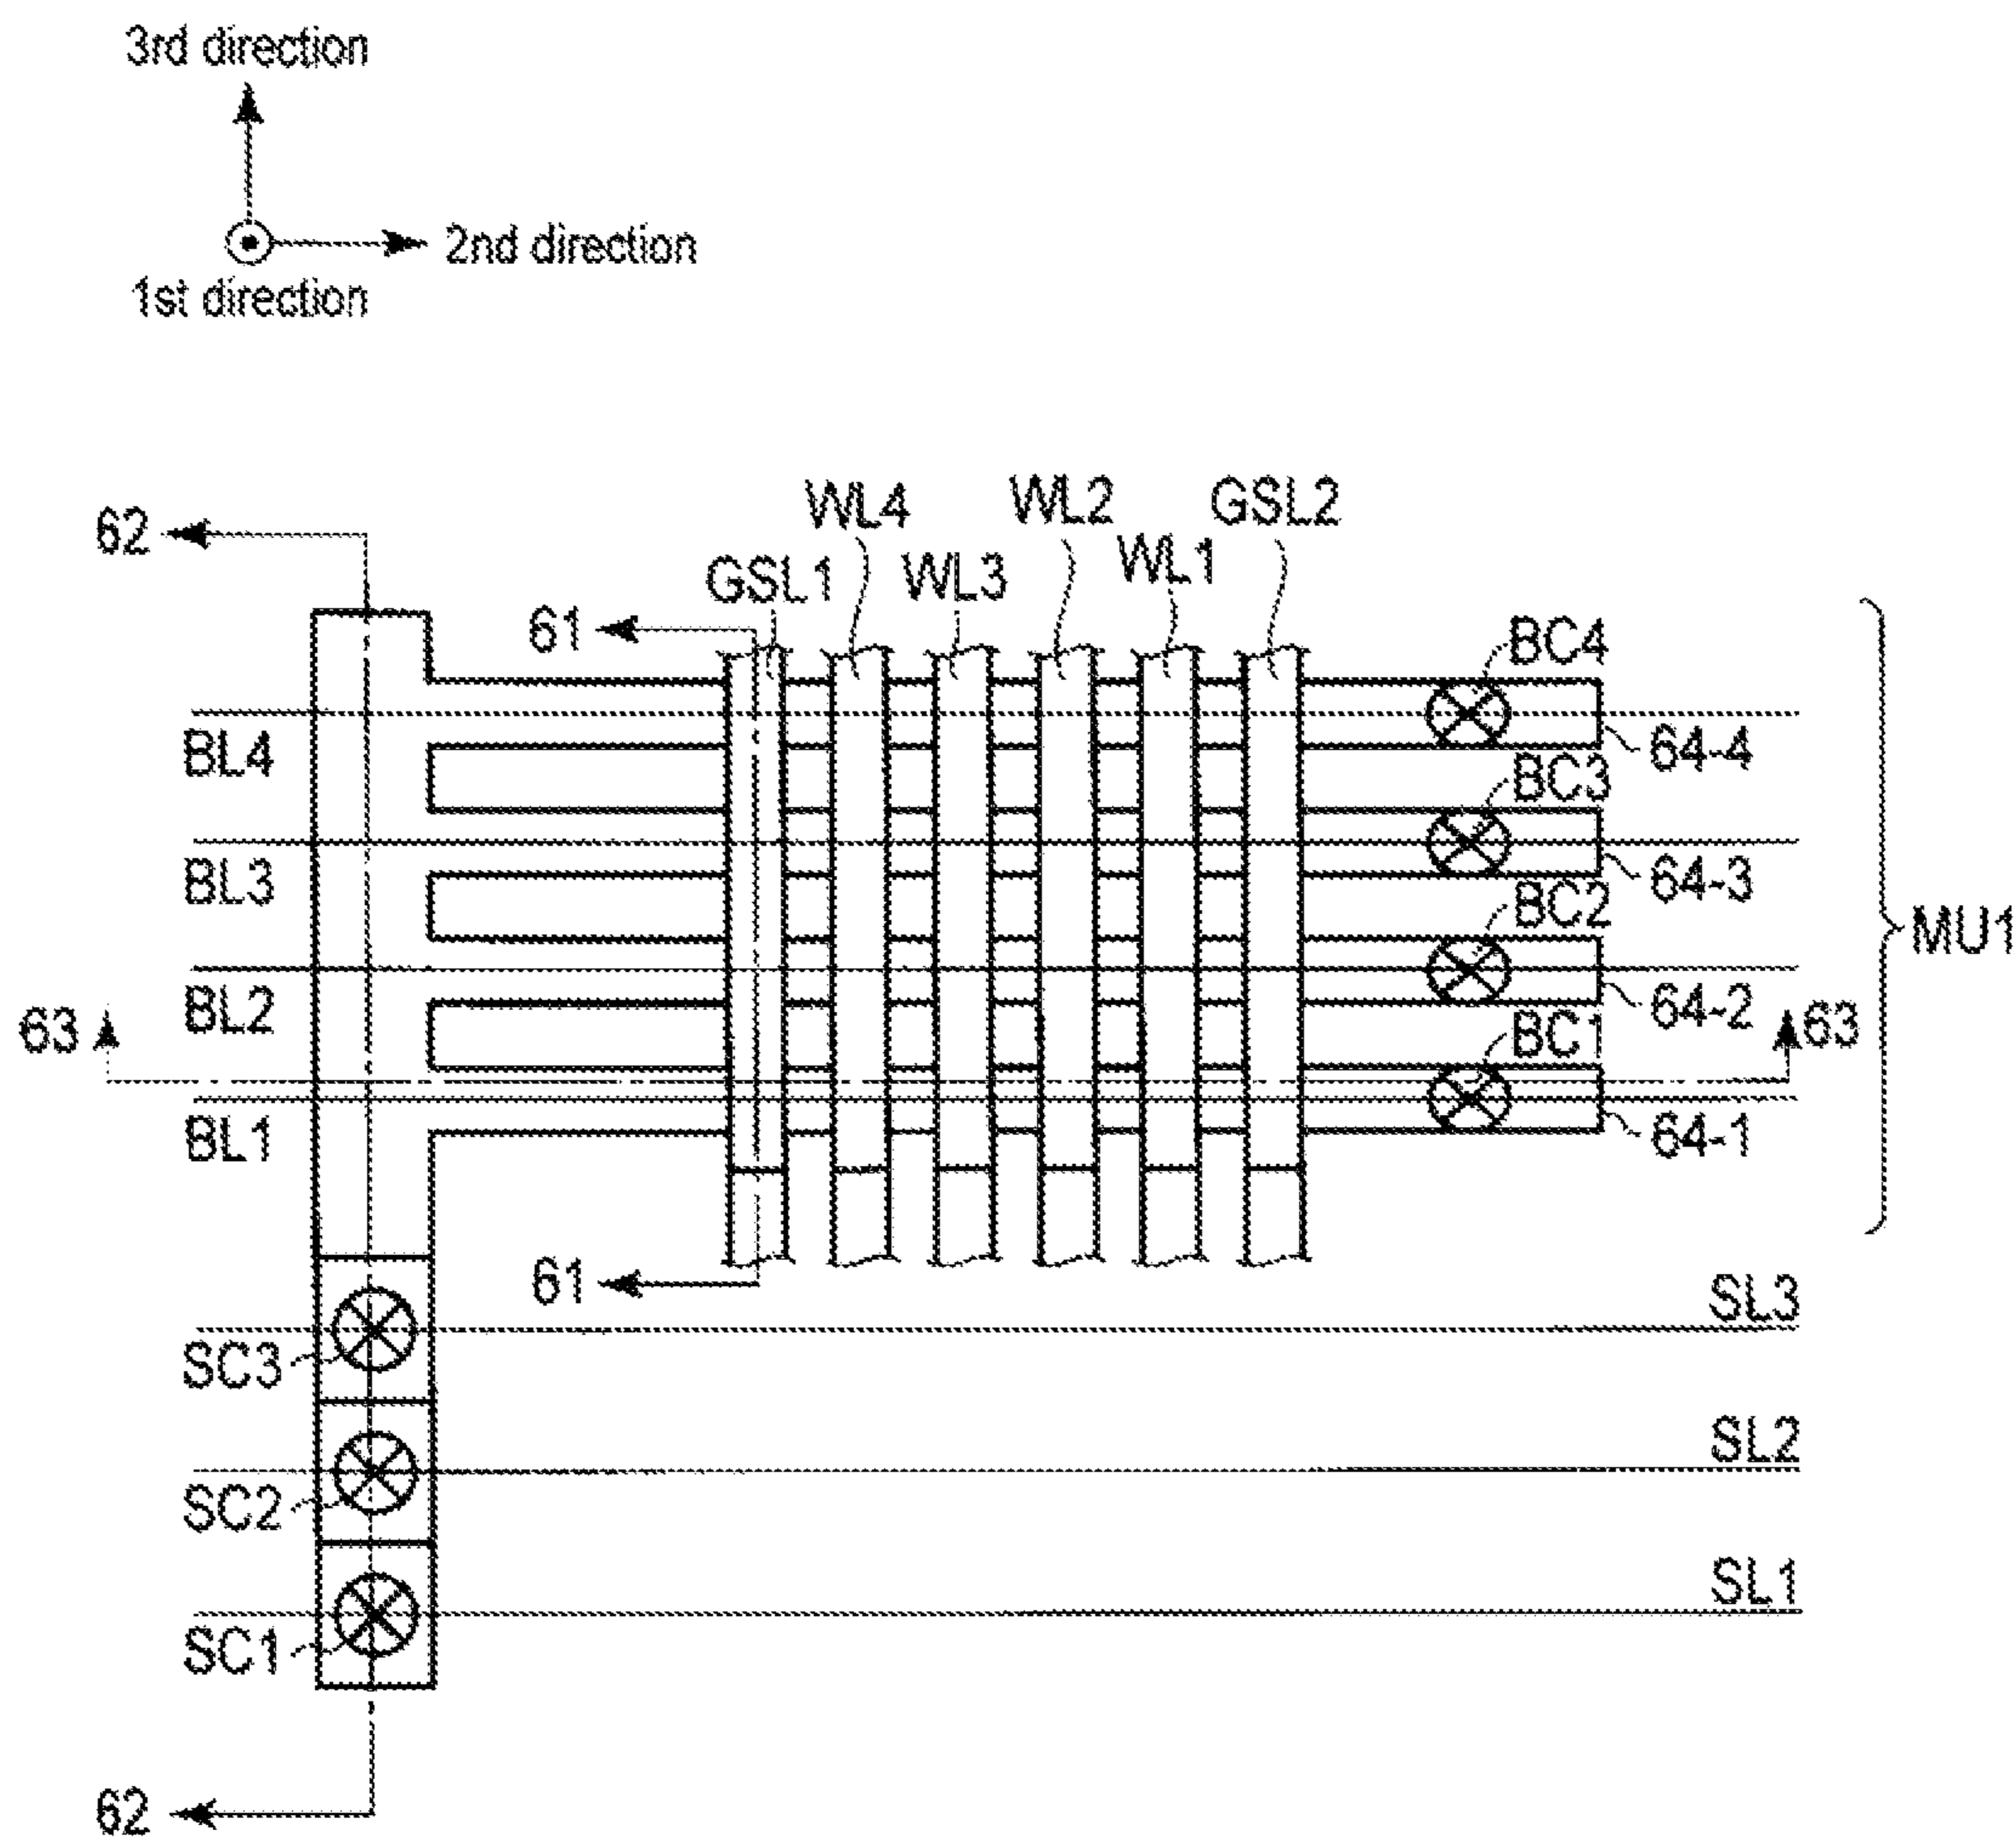 3rd direction
2nd direction
1st direction
62
WL4
WL2
GSL2
GSL1
WL3
WL1
61
BC4
BL4
64-4
BC3
BL3
64-3
BC2
MU1
BL2
64-2
63
BC1
63
BL1
64-1
61
SL3
SC3
SL2
SC2
SL1
SC1
62